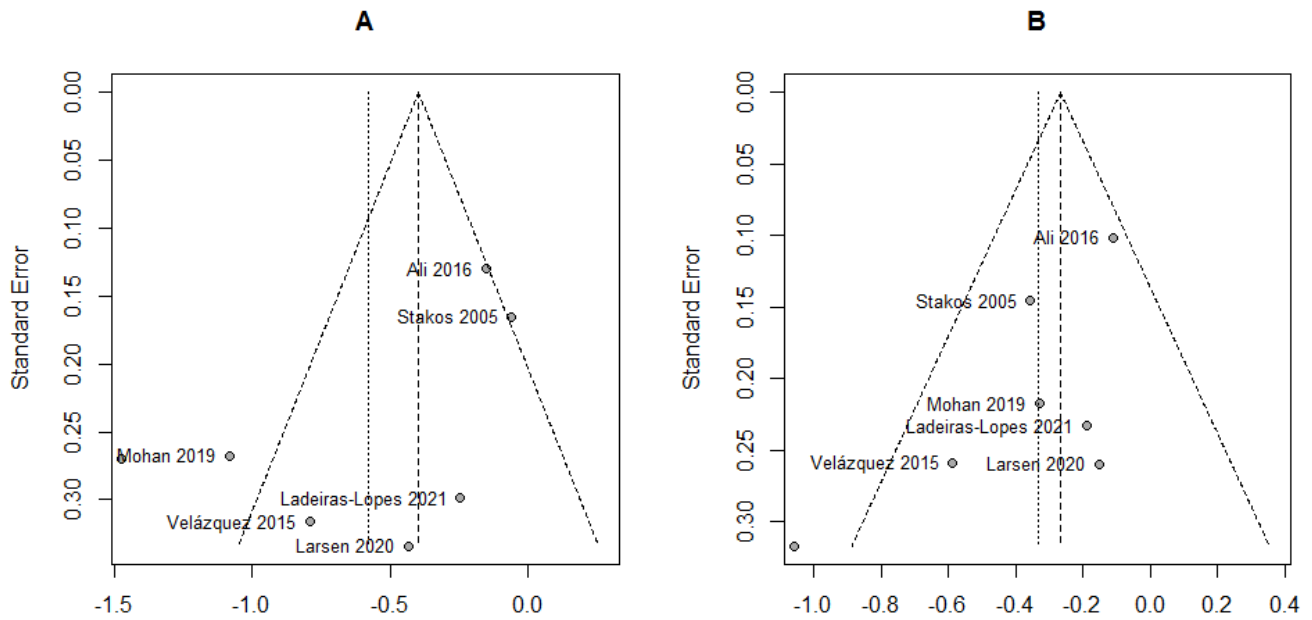 A
Standard Error
0.00
0.05
0.10
0.15
0.20
0.25
0.30
Ali 2016
Stakos 2005
Mohan 2019
Ladeiras-Lopes 2021
Velázquez 2015
Larsen 2020
-1.5
-1.0
-0.5
0.0
B
Standard Error
0.00
0.05
0.10
0.15
0.20
0.25
0.30
Ali 2016
Stakos 2005
Mohan 2019
Ladeiras-Lopes 2021
Velázquez 2015
Larsen 2020
-1.0
-0.8
-0.6
-0.4
-0.2
0.0
0.2
0.4